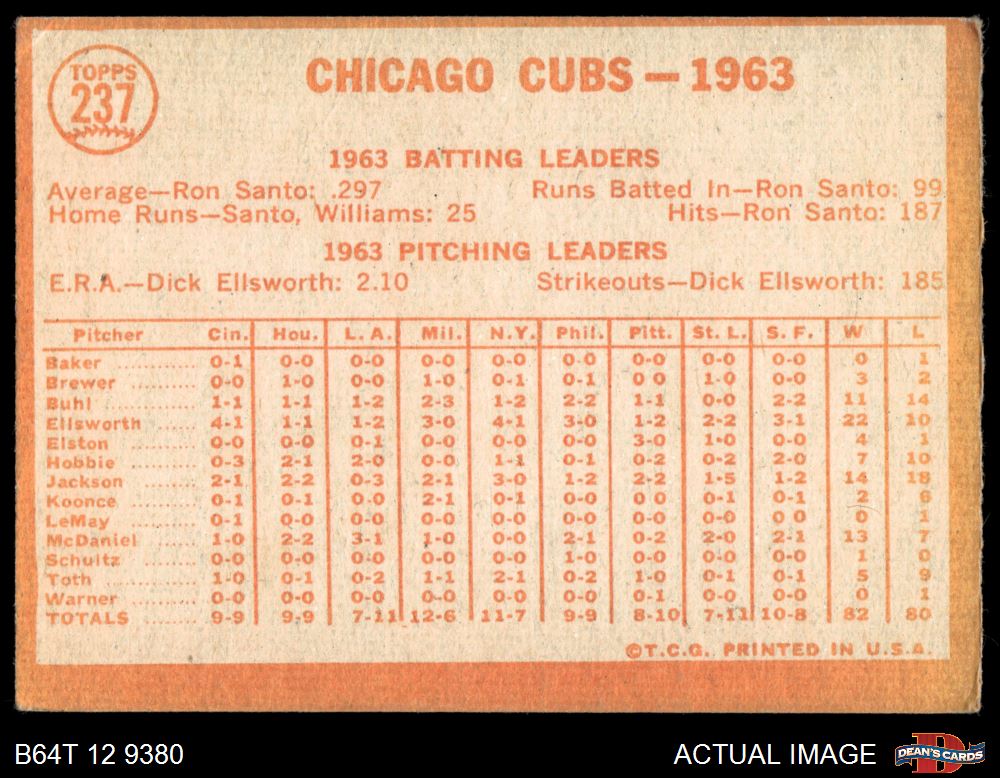 TOPPS
237
CHICAGO CUBS — 1963
1963 BATTING LEADERS
Average—Ron Santo: .297 Runs Batted In—Ron Santo: 99
Home Runs—Santo, Williams: 25 Hits—Ron Santo: 187
1963 PITCHING LEADERS
E.R.A.—Dick Ellsworth: 2.10 Strikeouts—Dick Ellsworth: 185
Pitcher Cin. Hou. L. A. Mil. N.Y. Phil. Pitt. St. L. S. F. W L
Baker .......... 0-1 0-0 0-0 0-0 0-0 0-0 0-0 0-0 0-0 0 1
Brewer .......... 0-0 1-0 0-0 1-0 0-1 0-1 0 0 1-0 0-0 3 2
Buhl ............ 1-1 1-1 1-2 2-3 1-2 2-2 1-1 0-0 2-2 11 14
Ellsworth ...... 4-1 1-1 1-2 3-0 4-1 3-0 1-2 2-2 3-1 22 10
Elston .......... 0-0 0-0 0-1 0-0 0-0 0-0 3-0 1-0 0-0 4 1
Hobbie .......... 0-3 2-1 2-0 0-0 1-1 0-1 0-2 0-2 2-0 7 10
Jackson ........ 2-1 2-2 0-3 2-1 3-0 1-2 2-2 1-5 1-2 14 18
Koonce ........ 0-1 0-1 0-0 2-1 0-1 0-0 0 0 0-1 0-1 2 6
LeMay .......... 0-1 0-0 0-0 0-0 0-0 0-0 0-0 0-0 0-0 0 1
McDaniel ...... 1-0 2-2 3-1 1-0 0-0 2-1 0-2 2-0 2-1 13 7
Schultz ........ 0-0 0-0 0-0 0-0 0-0 1-0 0-0 0-0 0-0 1 0
Toth ............ 1-0 0-1 0-2 1-1 2-1 0-2 1-0 0-1 0-1 5 9
Warner .......... 0-0 0-0 0-0 0-0 0-0 0-0 0-1 0-0 0-0 0 1
TOTALS ........ 9-9 9-9 7-11 12-6 11-7 9-9 8-10 7-11 10-8 82 80
©T.C.G. PRINTED IN U.S.A.
B64T 12 9380 ACTUAL IMAGE DEAN'S CARDS